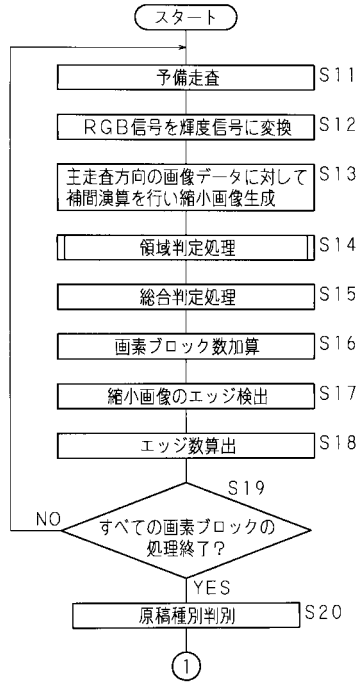 スタート
予備走査 S11
RGB信号を輝度信号に変換 S12
主走査方向の画像データに対して S13
補間演算を行い縮小画像生成
領域判定処理 S14
総合判定処理 S15
画素ブロック数加算 S16
縮小画像のエッジ検出 S17
エッジ数算出 S18
S19
NO
すべての画素ブロックの
処理終了?
YES
原稿種別判別 S20
1